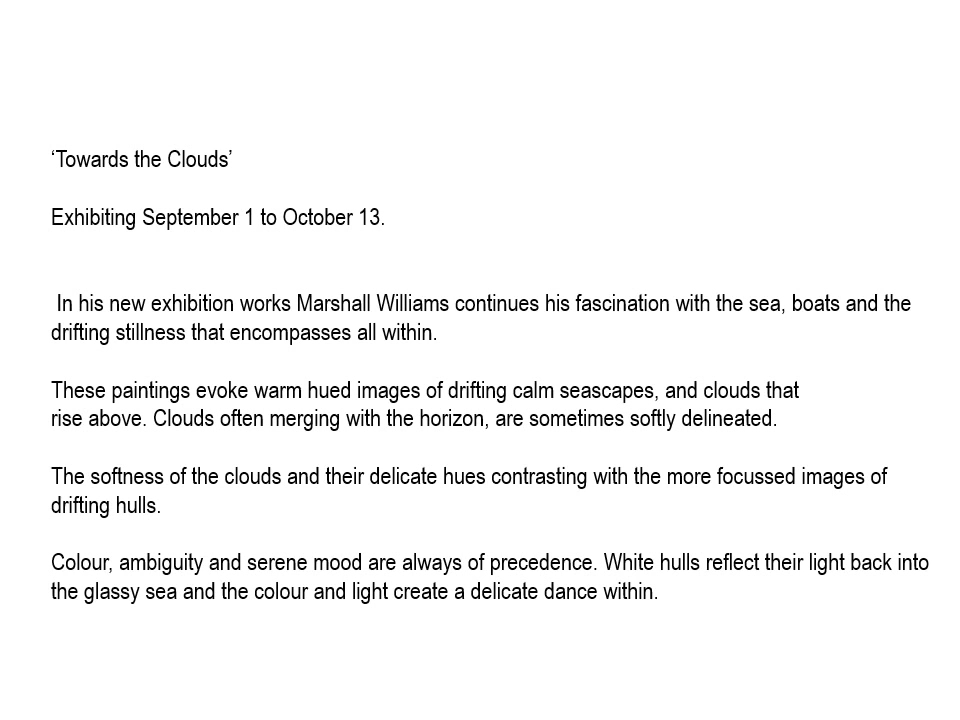 ‘Towards the Clouds’
Exhibiting September 1 to October 13.
In his new exhibition works Marshall Williams continues his fascination with the sea, boats and the
drifting stillness that encompasses all within.
These paintings evoke warm hued images of drifting calm seascapes, and clouds that
rise above. Clouds often merging with the horizon, are sometimes softly delineated.
The softness of the clouds and their delicate hues contrasting with the more focussed images of
drifting hulls.
Colour, ambiguity and serene mood are always of precedence. White hulls reflect their light back into
the glassy sea and the colour and light create a delicate dance within.